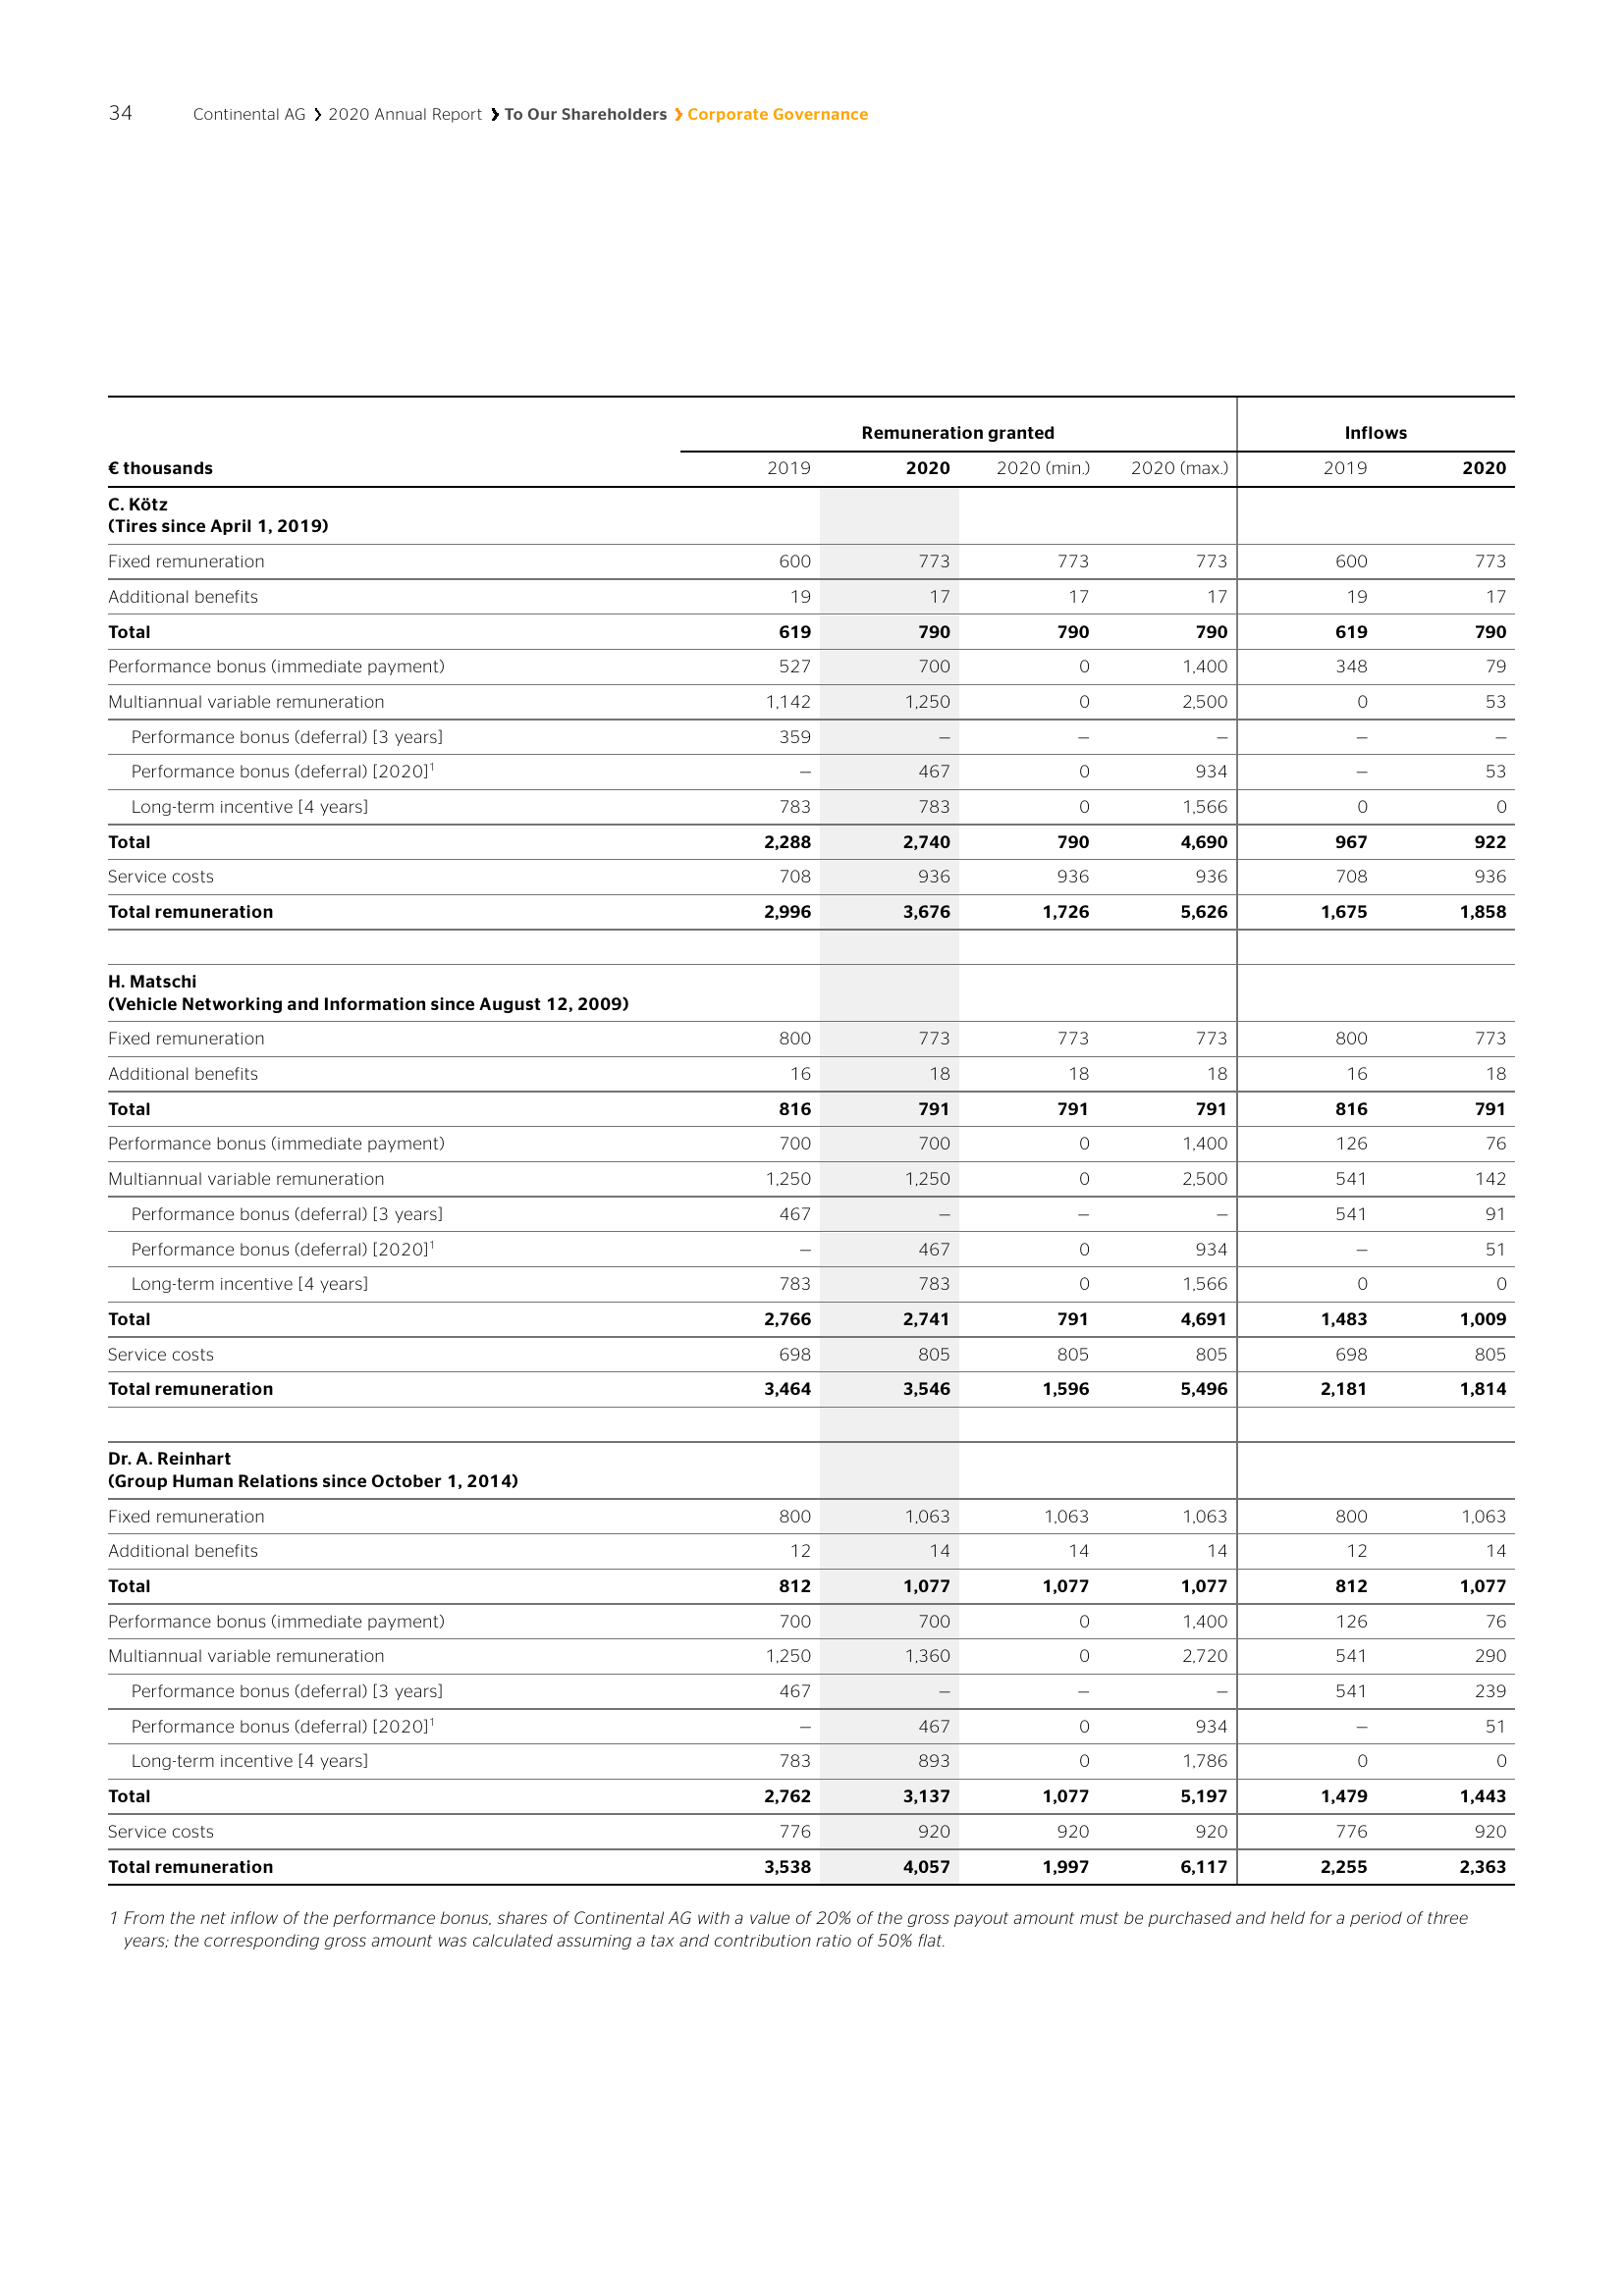 34 Continental AG ❯ 2020 Annual Report ❯ To Our Shareholders ❯ Corporate Governance
Remuneration granted Inflows
€ thousands 2019 2020 2020 (min.) 2020 (max.) 2019 2020
C. Kötz
(Tires since April 1, 2019)
Fixed remuneration 600 773 773 773 600 773
Additional benefits 19 17 17 17 19 17
Total 619 790 790 790 619 790
Performance bonus (immediate payment) 527 700 0 1,400 348 79
Multiannual variable remuneration 1,142 1,250 0 2,500 0 53
Performance bonus (deferral) [3 years] 359 – – – – –
Performance bonus (deferral) [2020]¹ – 467 0 934 – 53
Long-term incentive [4 years] 783 783 0 1,566 0 0
Total 2,288 2,740 790 4,690 967 922
Service costs 708 936 936 936 708 936
Total remuneration 2,996 3,676 1,726 5,626 1,675 1,858
H. Matschi
(Vehicle Networking and Information since August 12, 2009)
Fixed remuneration 800 773 773 773 800 773
Additional benefits 16 18 18 18 16 18
Total 816 791 791 791 816 791
Performance bonus (immediate payment) 700 700 0 1,400 126 76
Multiannual variable remuneration 1,250 1,250 0 2,500 541 142
Performance bonus (deferral) [3 years] 467 – – – 541 91
Performance bonus (deferral) [2020]¹ – 467 0 934 – 51
Long-term incentive [4 years] 783 783 0 1,566 0 0
Total 2,766 2,741 791 4,691 1,483 1,009
Service costs 698 805 805 805 698 805
Total remuneration 3,464 3,546 1,596 5,496 2,181 1,814
Dr. A. Reinhart
(Group Human Relations since October 1, 2014)
Fixed remuneration 800 1,063 1,063 1,063 800 1,063
Additional benefits 12 14 14 14 12 14
Total 812 1,077 1,077 1,077 812 1,077
Performance bonus (immediate payment) 700 700 0 1,400 126 76
Multiannual variable remuneration 1,250 1,360 0 2,720 541 290
Performance bonus (deferral) [3 years] 467 – – – 541 239
Performance bonus (deferral) [2020]¹ – 467 0 934 – 51
Long-term incentive [4 years] 783 893 0 1,786 0 0
Total 2,762 3,137 1,077 5,197 1,479 1,443
Service costs 776 920 920 920 776 920
Total remuneration 3,538 4,057 1,997 6,117 2,255 2,363
1 From the net inflow of the performance bonus, shares of Continental AG with a value of 20% of the gross payout amount must be purchased and held for a period of three
years; the corresponding gross amount was calculated assuming a tax and contribution ratio of 50% flat.